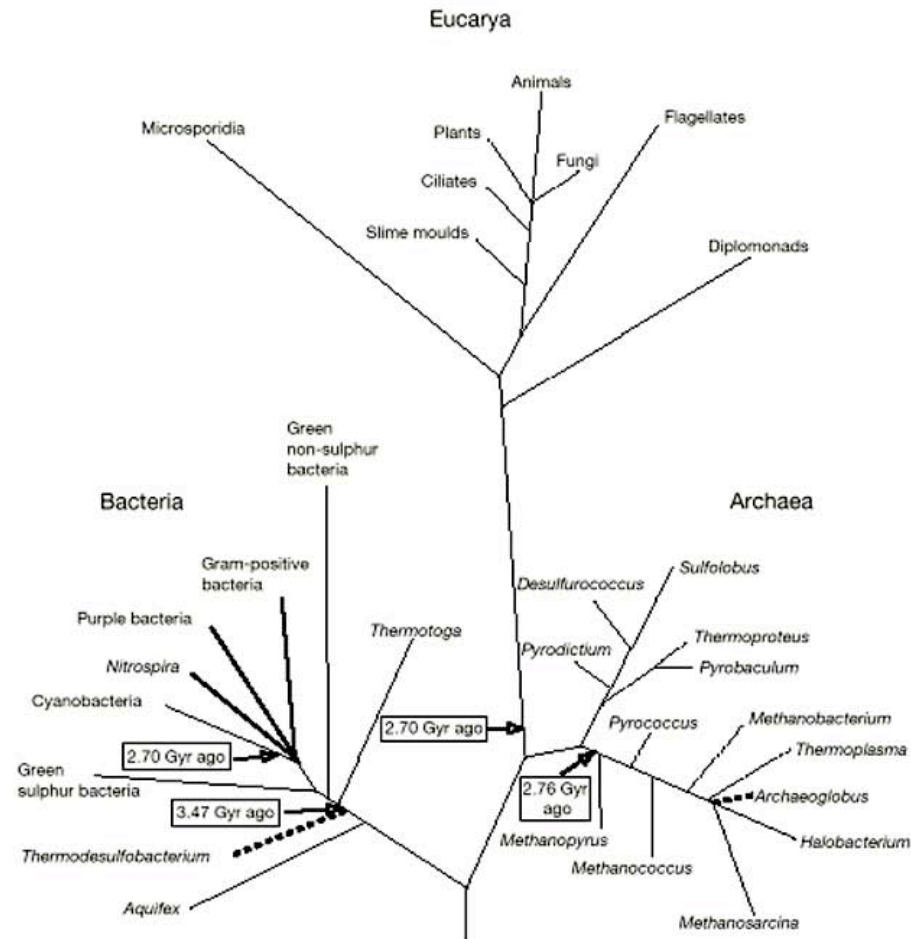 Eucarya
Animals
Microsporidia
Plants
Flagellates
Fungi
Ciliates
Slime moulds
Diplomonads
Green
non-sulphur
bacteria
Bacteria
Archaea
Gram-positive
bacteria
Sulfolobus
Desulfurococcus
Purple bacteria
Thermotoga
Thermoproteus
Pyrodictium
Nitrospira
Pyrobaculum
Cyanobacteria
2.70 Gyr ago
Pyrococcus
Methanobacterium
2.70 Gyr ago
Thermoplasma
Green
sulphur bacteria
2.76 Gyr
ago
Archaeoglobus
3.47 Gyr ago
Methanopyrus
Halobacterium
Thermodesulfobacterium
Methanococcus
Aquifex
Methanosarcina